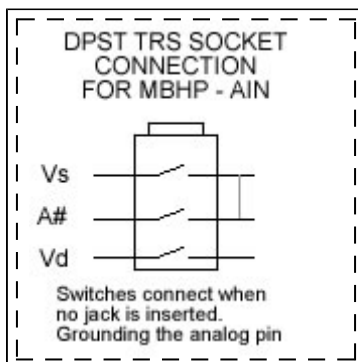 DPST TRS SOCKET
CONNECTION
FOR MBHP - AIN
Vs
A#
Vd
Switches connect when
no jack is inserted.
Grounding the analog pin